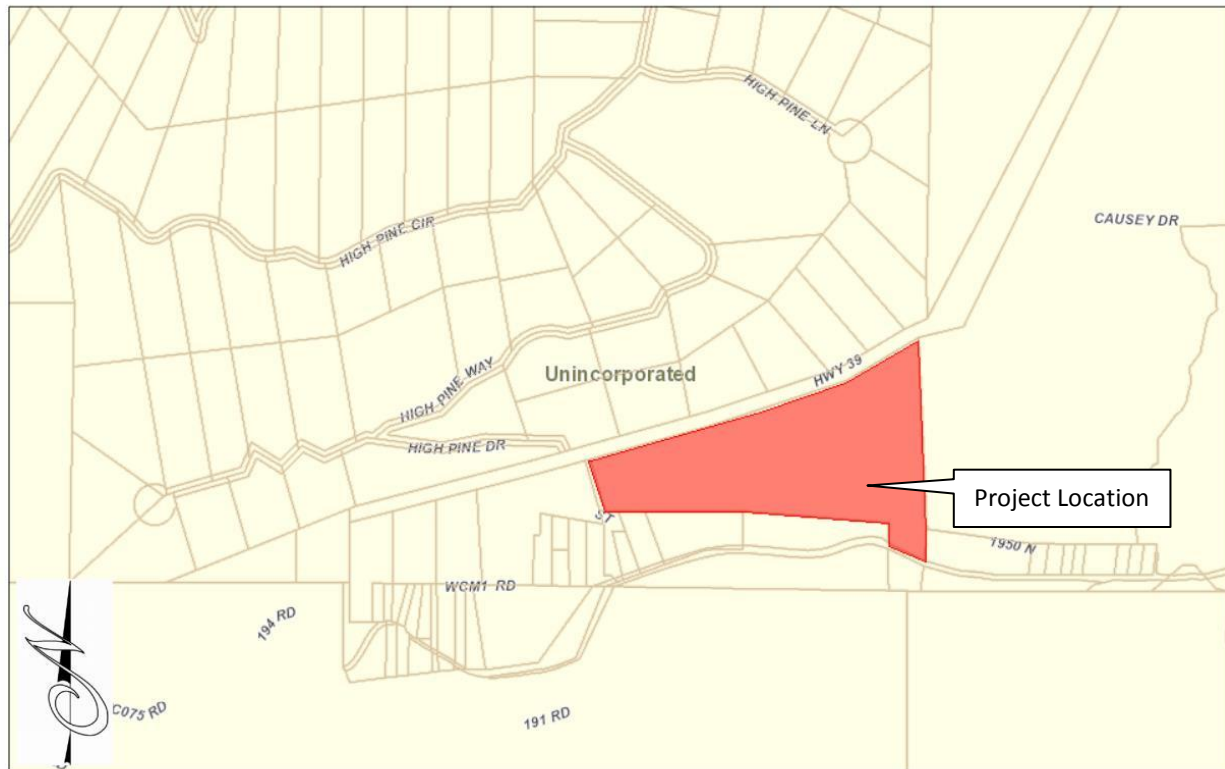 HIGH PINE LN
CAUSEY DR
HIGH PINE CIR
HWY 39
Unincorporated
HIGH PINE WAY
HIGH PINE DR
Project Location
ST
1950 N
WCM1 RD
194 RD
N
C075 RD
191 RD